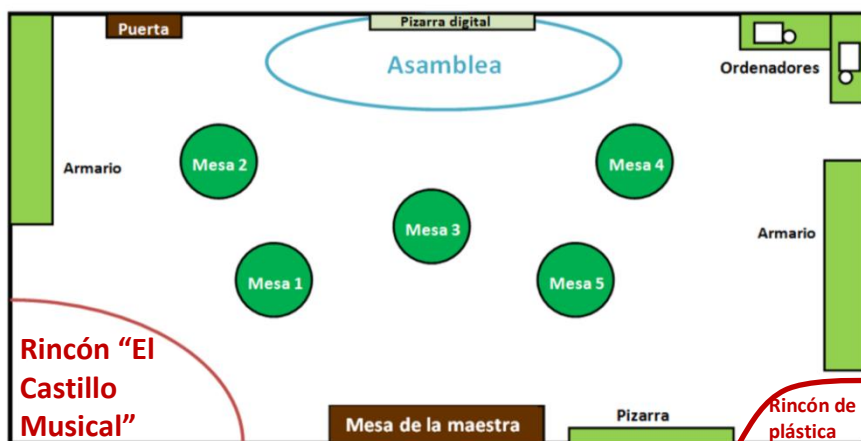 Puerta
Pizarra digital
Asamblea
Ordenadores
Armario
Mesa 2
Mesa 4
Mesa 3
Armario
Mesa 1
Mesa 5
Rincón “El
Castillo
Musical”
Mesa de la maestra
Pizarra
Rincón de
plástica